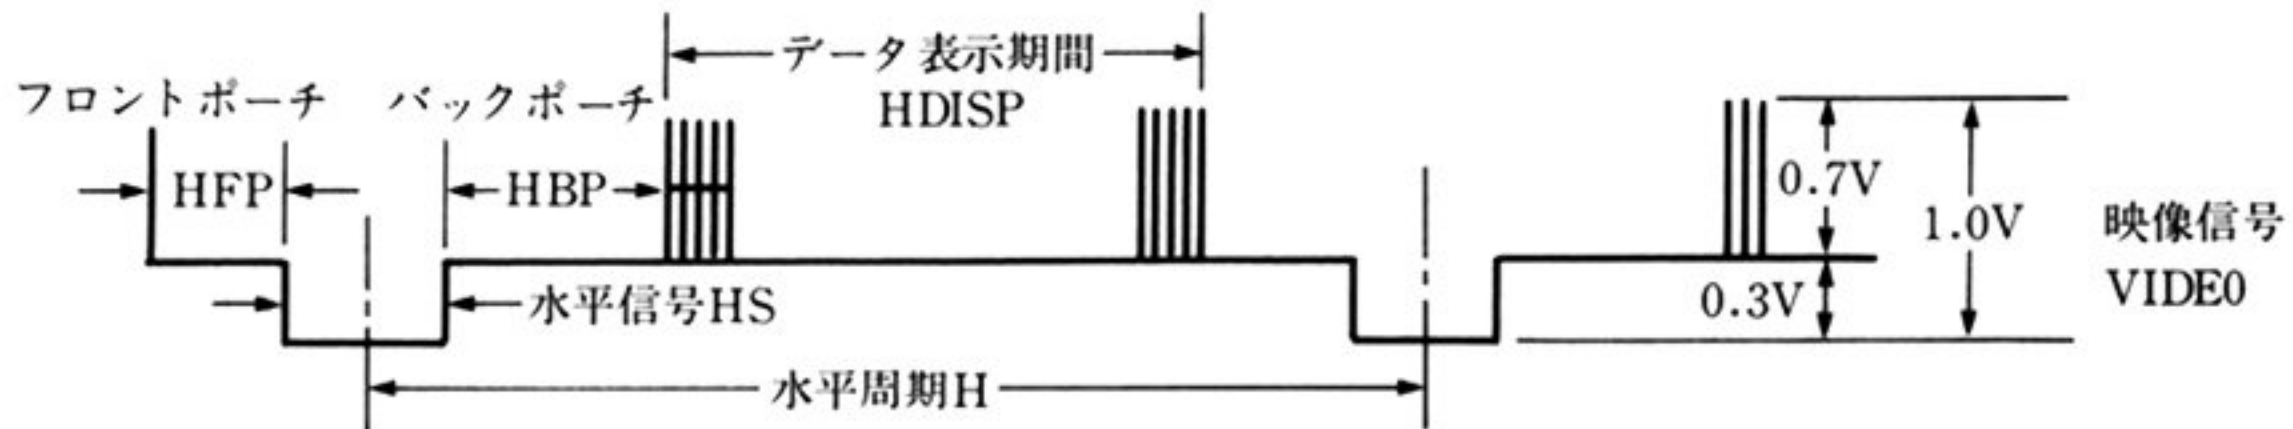 データ表示期間
HDISP
フロントポーチ
バックポーチ
HFP
HBP
0.7V
1.0V
映像信号
VIDEO
水平信号HS
0.3V
水平周期H